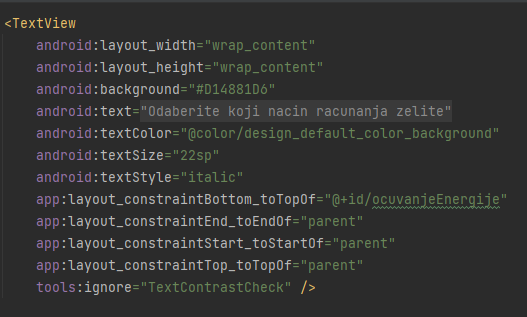 <TextView
android:layout_width="wrap_content"
android:layout_height="wrap_content"
android:background="#D14881D6"
android:text="Odaberite koji nacin racunanja zelite"
android:textColor="@color/design_default_color_background"
android:textSize="22sp"
android:textStyle="italic"
app:layout_constraintBottom_toTopOf="@+id/ocuvanjeEnergije"
app:layout_constraintEnd_toEndOf="parent"
app:layout_constraintStart_toStartOf="parent"
app:layout_constraintTop_toTopOf="parent"
tools:ignore="TextContrastCheck" />